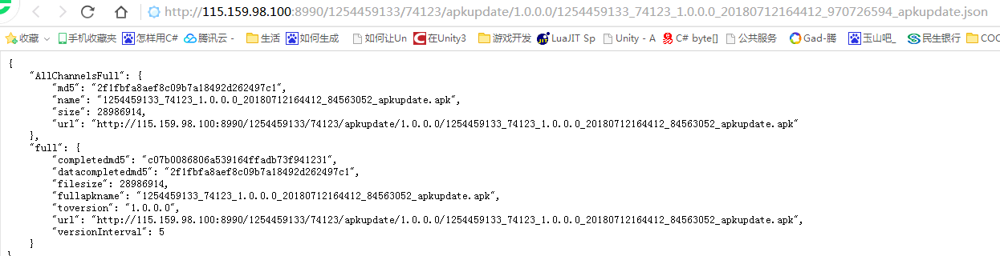 http://115.159.98.100:8990/1254459133/74123/apkupdate/1.0.0.0/1254459133_74123_1.0.0.0_20180712164412_970726594_apkupdate.json
收藏 手机收藏夹 怎样用C# 腾讯云 - 生活 如何生成 如何让Un 在Unity3 游戏开发 LuaJIT Sp Unity - A C# byte[] 公共服务 Gad-腾 玉山吧_ 民生银行 COC
{
"AllChannelsFull": {
"md5": "2f1fbfa8aef8c09b7a18492d262497c1",
"name": "1254459133_74123_1.0.0.0_20180712164412_84563052_apkupdate.apk",
"size": 28986914,
"url": "http://115.159.98.100:8990/1254459133/74123/apkupdate/1.0.0.0/1254459133_74123_1.0.0.0_20180712164412_84563052_apkupdate.apk"
},
"full": {
"completedmd5": "c07b0086806a539164ffadb73f941231",
"datacompletedmd5": "2f1fbfa8aef8c09b7a18492d262497c1",
"filesize": 28986914,
"fullapkname": "1254459133_74123_1.0.0.0_20180712164412_84563052_apkupdate.apk",
"toversion": "1.0.0.0",
"url": "http://115.159.98.100:8990/1254459133/74123/apkupdate/1.0.0.0/1254459133_74123_1.0.0.0_20180712164412_84563052_apkupdate.apk",
"versionInterval": 5
}
}